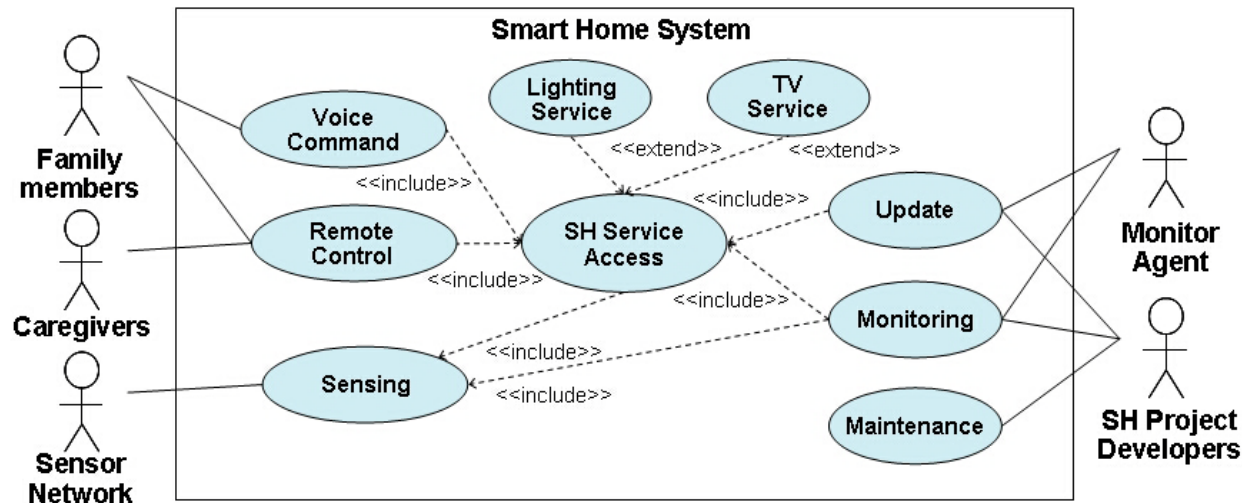 Smart Home System
Family
members
Caregivers
Sensor
Network
Voice
Command
Lighting
Service
TV
Service
<<extend>>
<<extend>>
<<include>>
<<include>>
Remote
Control
SH Service
Access
Update
<<include>>
<<include>>
Monitoring
<<include>>
Sensing
<<include>>
Maintenance
Monitor
Agent
SH Project
Developers